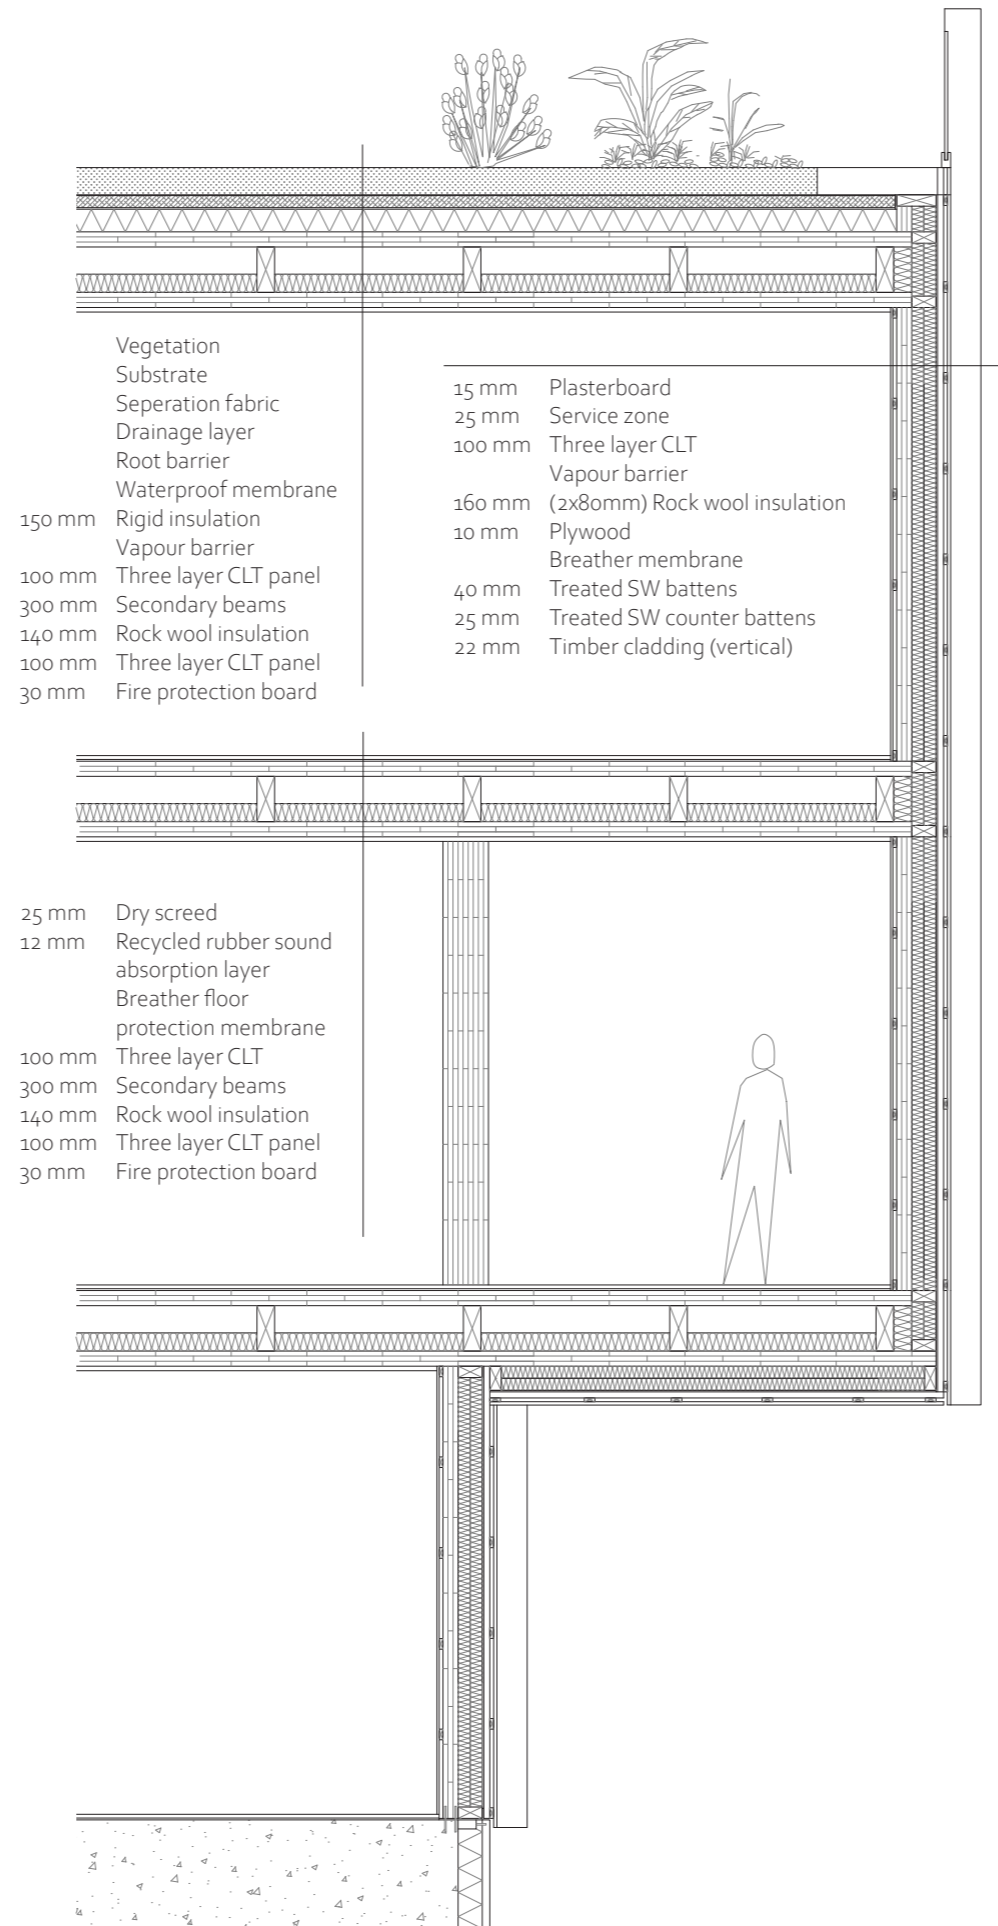 Vegetation
Substrate
Seperation fabric
Drainage layer
Root barrier
Waterproof membrane
150 mm Rigid insulation
Vapour barrier
100 mm Three layer CLT panel
300 mm Secondary beams
140 mm Rock wool insulation
100 mm Three layer CLT panel
30 mm Fire protection board
15 mm Plasterboard
25 mm Service zone
100 mm Three layer CLT
Vapour barrier
160 mm (2x80mm) Rock wool insulation
10 mm Plywood
Breather membrane
40 mm Treated SW battens
25 mm Treated SW counter battens
22 mm Timber cladding (vertical)
25 mm Dry screed
12 mm Recycled rubber sound
absorption layer
Breather floor
protection membrane
100 mm Three layer CLT
300 mm Secondary beams
140 mm Rock wool insulation
100 mm Three layer CLT panel
30 mm Fire protection board